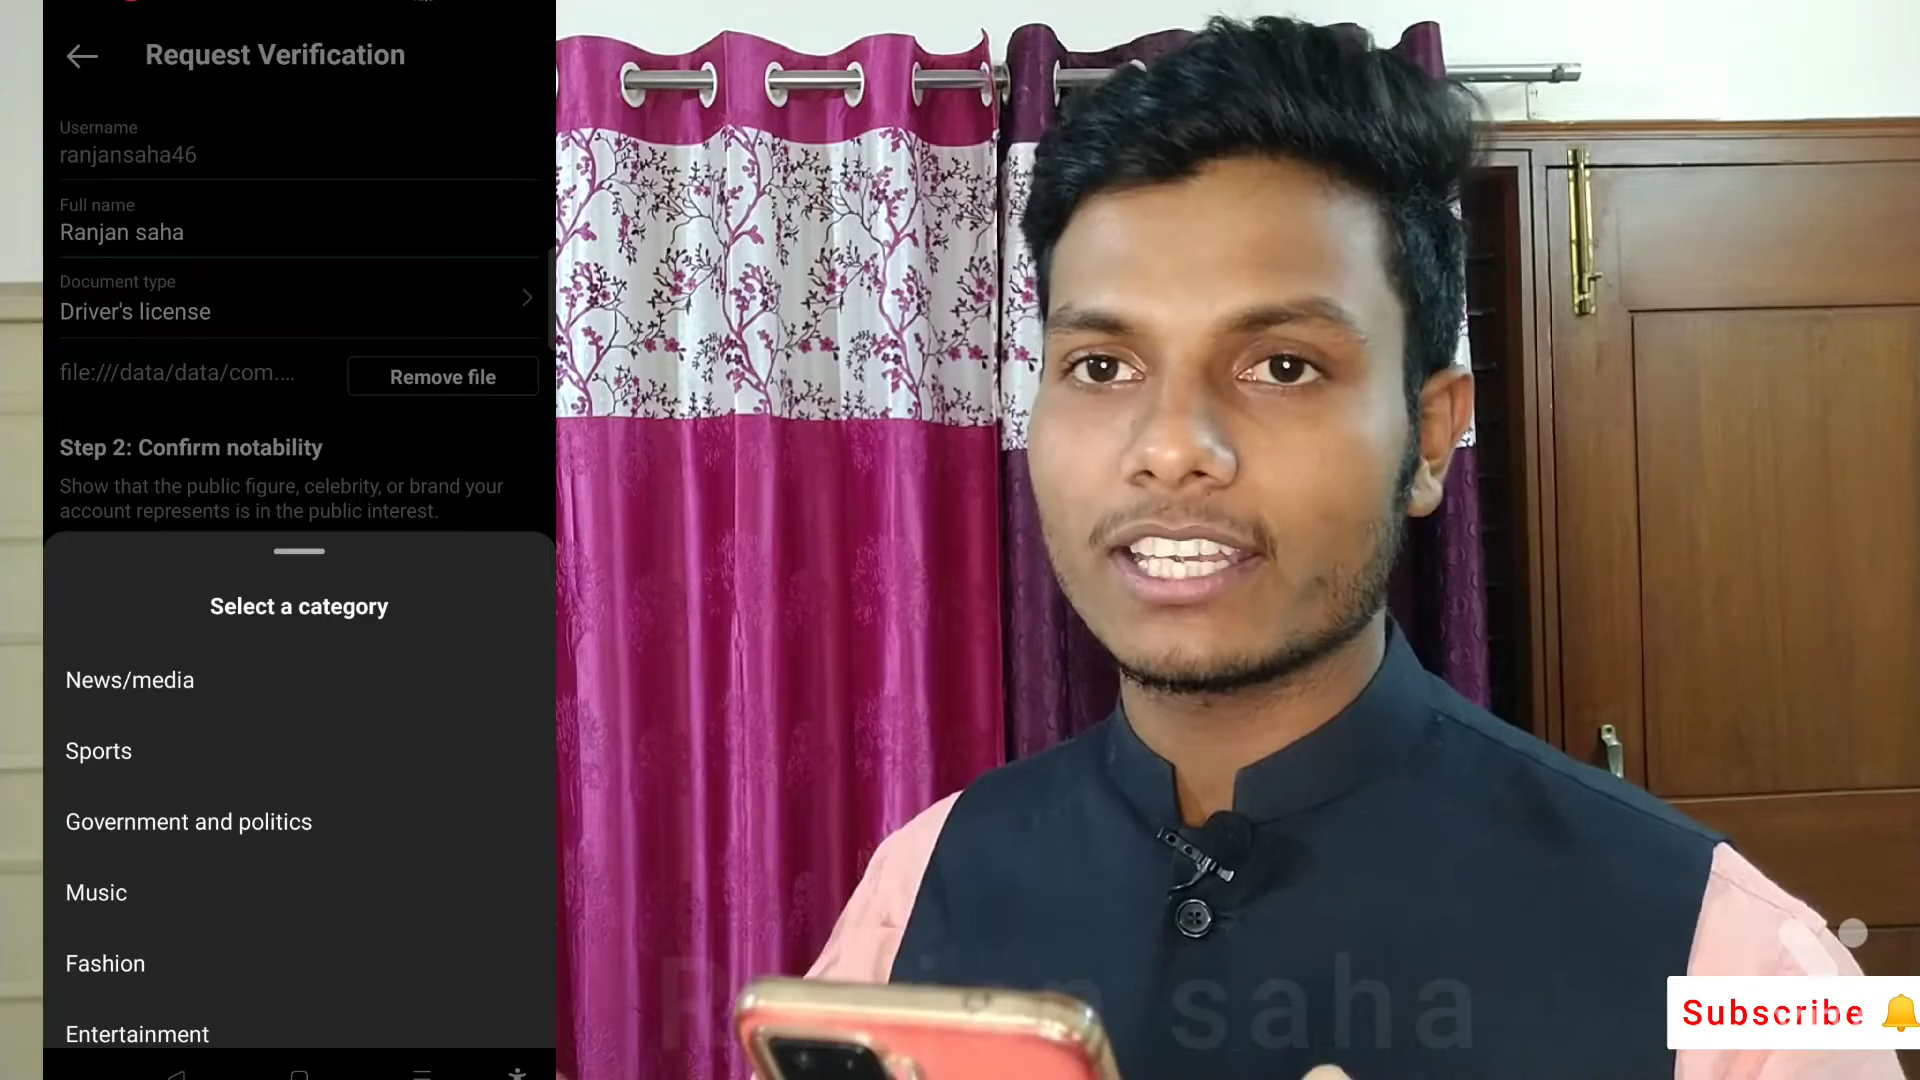 Request Verification
Username
ranjansaha46
Full name
Ranjan saha
Document type
Driver's license
file:///data/data/com....
Remove file
Step 2: Confirm notability
Show that the public figure, celebrity, or brand your
account represents is in the public interest.
Select a category
News/media
Sports
Government and politics
Music
Fashion
Entertainment
saha
Subscribe